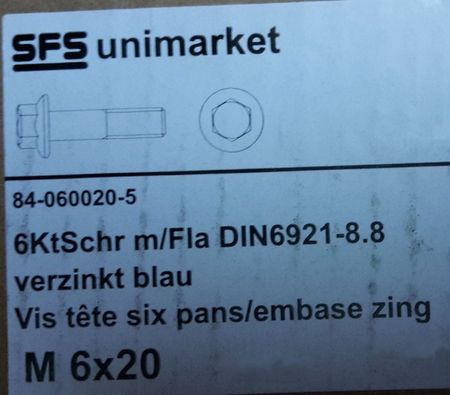 SFS unimarket
84-060020-5
6KtSchr m/Fla DIN6921-8.8
verzinkt blau
Vis tête six pans/embase zing
M 6x20